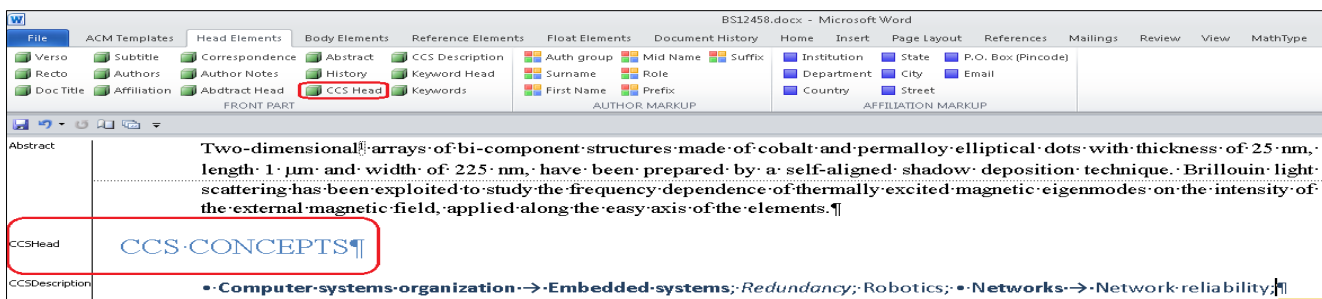 BS12458.docx - Microsoft Word
File ACM Templates Head Elements Body Elements Reference Elements Float Elements Document History Home Insert Page Layout References Mailings Review View MathType
Verso Subtitle Correspondence Abstract CCS Description Auth group Mid Name Suffix Institution State P.O. Box (Pincode)
Recto Authors Author Notes History Keyword Head Surname Role Department City Email
Doc Title Affiliation Abdtract Head CCS Head Keywords First Name Prefix Country Street
FRONT PART AUTHOR MARKUP AFFILIATION MARKUP
Abstract Two-dimensional¶·arrays·of·bi-component·structures·made·of·cobalt·and·permalloy·elliptical·dots·with·thickness·of·25·nm,·
length·1·μm·and·width·of·225·nm,·have·been·prepared·by·a·self-aligned·shadow·deposition·technique.·Brillouin·light·
scattering·has·been·exploited·to·study·the·frequency·dependence·of·thermally·excited·magnetic·eigenmodes·on·the·intensity·of·
the·external·magnetic·field,·applied·along·the·easy·axis·of·the·elements.¶
CCSHead CCS·CONCEPTS¶
CCSDescription •·Computer·systems·organization·→·Embedded·systems;·Redundancy;·Robotics;·•·Networks·→·Network·reliability;¶